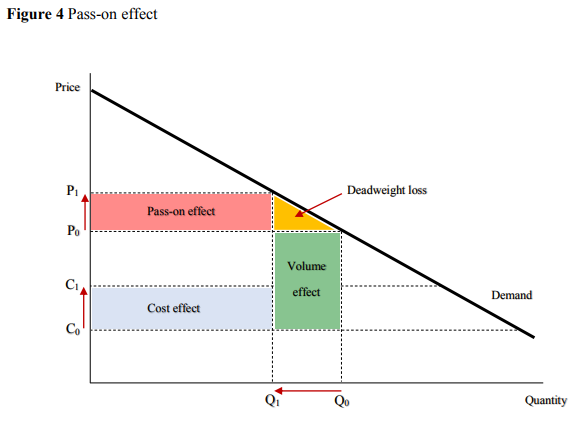 Figure 4 Pass-on effect
Price
P1
Deadweight loss
Pass-on effect
P0
Volume
effect
C1
Demand
Cost effect
C0
Q1
Q0
Quantity